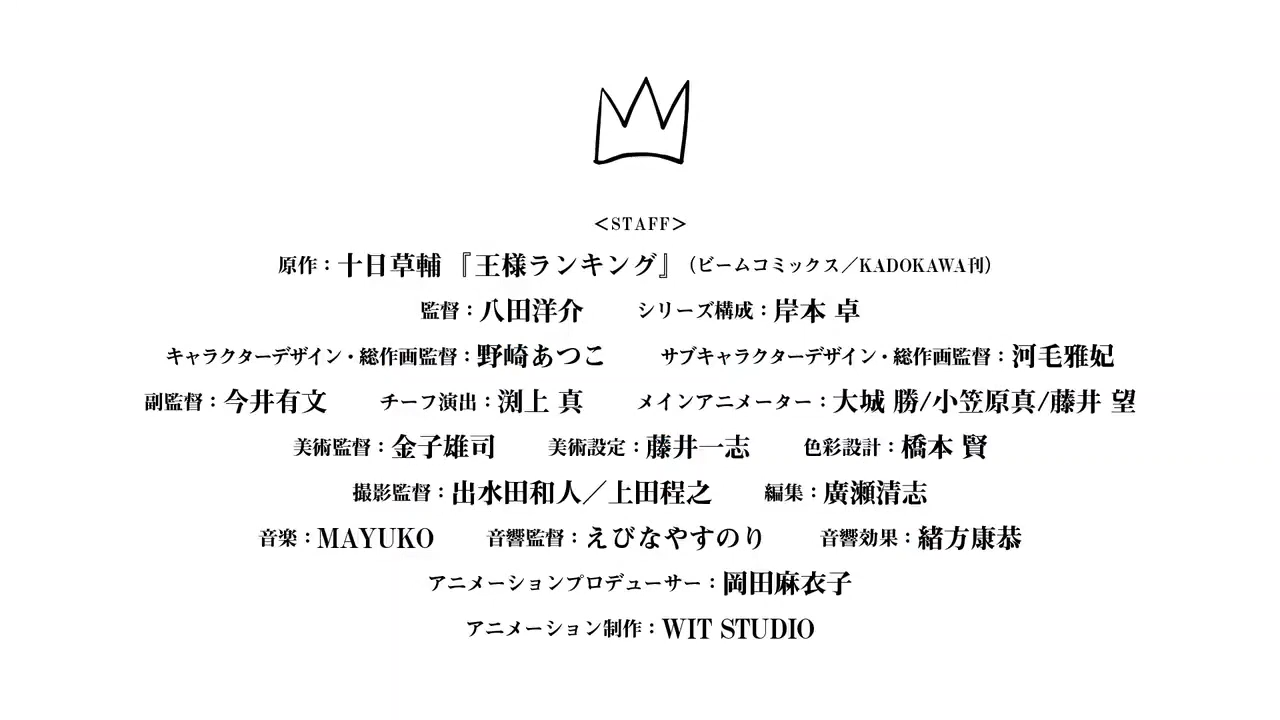 <STAFF>
原作：十日草輔『王様ランキング』（ビームコミックス／KADOKAWA刊）
監督：八田洋介　シリーズ構成：岸本 卓
キャラクターデザイン・総作画監督：野崎あつこ　サブキャラクターデザイン・総作画監督：河毛雅妃
副監督：今井有文　チーフ演出：渕上 真　メインアニメーター：大城 勝/小笠原真/藤井 望
美術監督：金子雄司　美術設定：藤井一志　色彩設計：橋本 賢
撮影監督：出水田和人／上田程之　編集：廣瀬清志
音楽：MAYUKO　音響監督：えびなやすのり　音響効果：緒方康恭
アニメーションプロデューサー：岡田麻衣子
アニメーション制作：WIT STUDIO